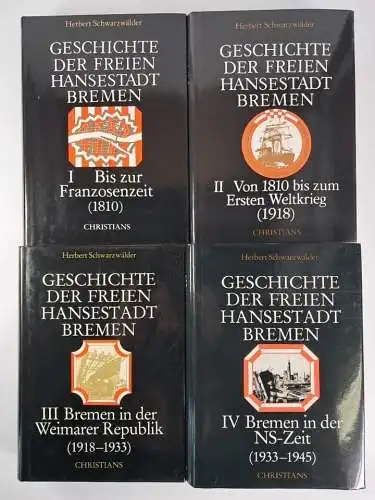 Herbert Schwarzwälder
GESCHICHTE
DER FREIEN
HANSESTADT
BREMEN
I Bis zur
Franzosenzeit
(1810)
CHRISTIANS
Herbert Schwarzwälder
GESCHICHTE
DER FREIEN
HANSESTADT
BREMEN
II Von 1810 bis zum
Ersten Weltkrieg
(1918)
CHRISTIANS
Herbert Schwarzwälder
GESCHICHTE
DER FREIEN
HANSESTADT
BREMEN
III Bremen in der
Weimarer Republik
(1918–1933)
CHRISTIANS
Herbert Schwarzwälder
GESCHICHTE
DER FREIEN
HANSESTADT
BREMEN
IV Bremen in der
NS-Zeit
(1933–1945)
CHRISTIANS